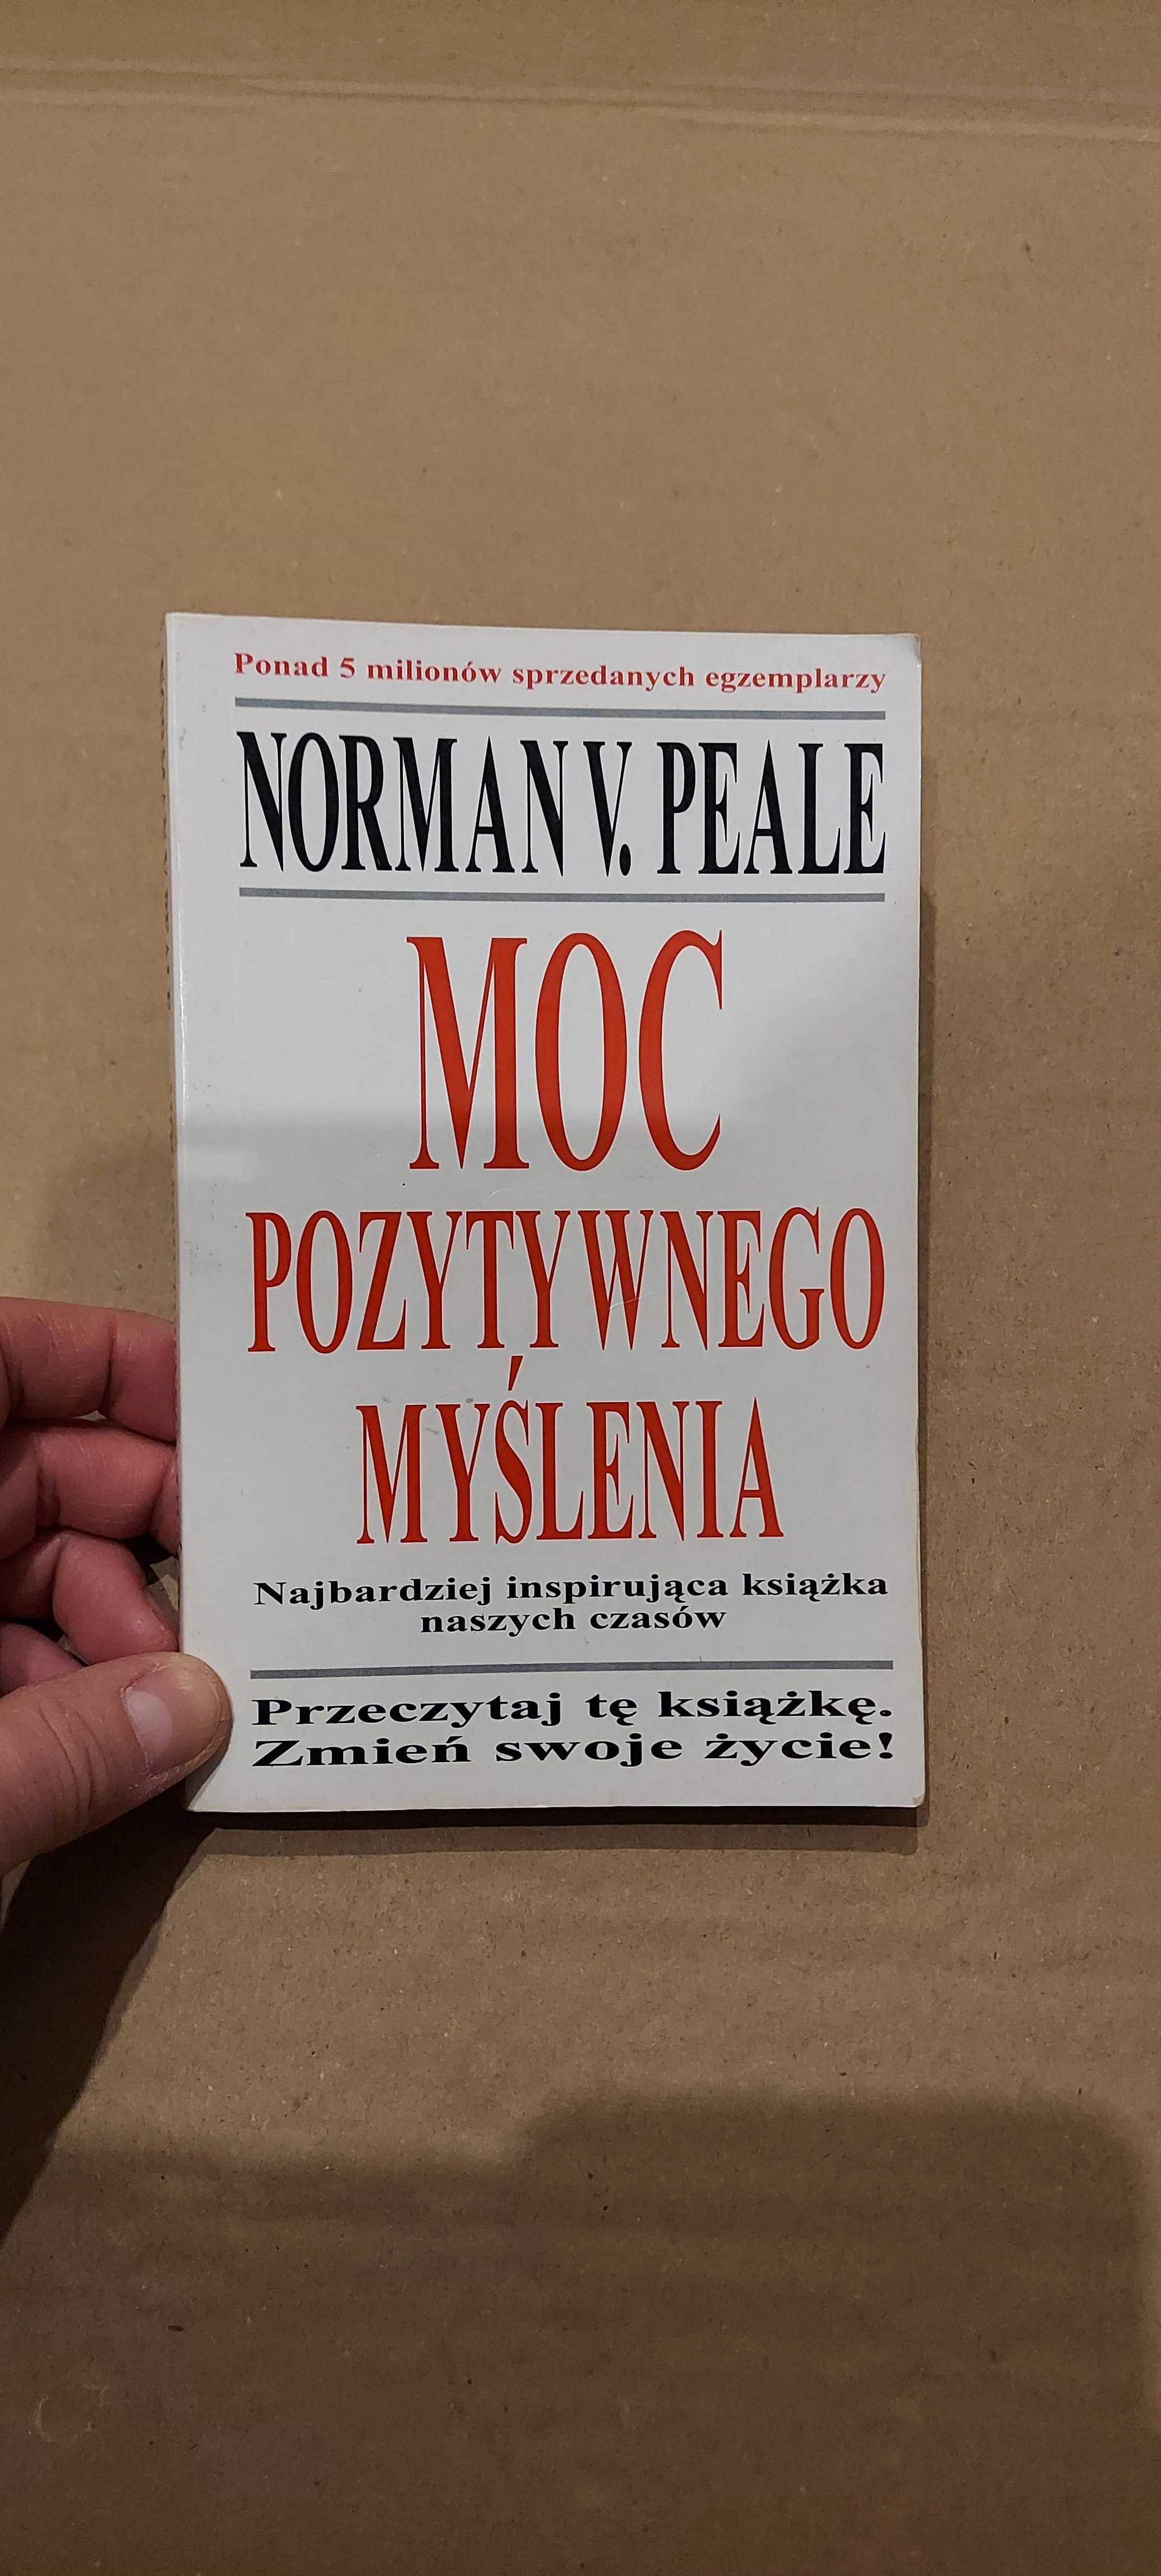 Ponad 5 milionów sprzedanych egzemplarzy
NORMAN V. PEALE
MOC
POZYTYWNEGO
MYŚLENIA
Najbardziej inspirująca książka
naszych czasów
Przeczytaj tę książkę.
Zmień swoje życie!